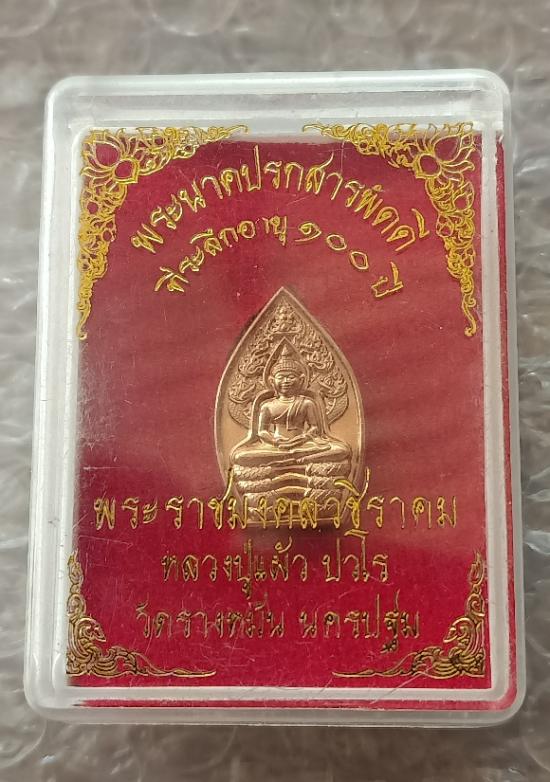 พระนาคปรกสารพัดดี
ที่ระลึกอายุ ๑๐๐ ปี
พระราชมงคลวชิราคม
หลวงปู่แผ้ว ปวโร
วัดรางหมัน นครปฐม